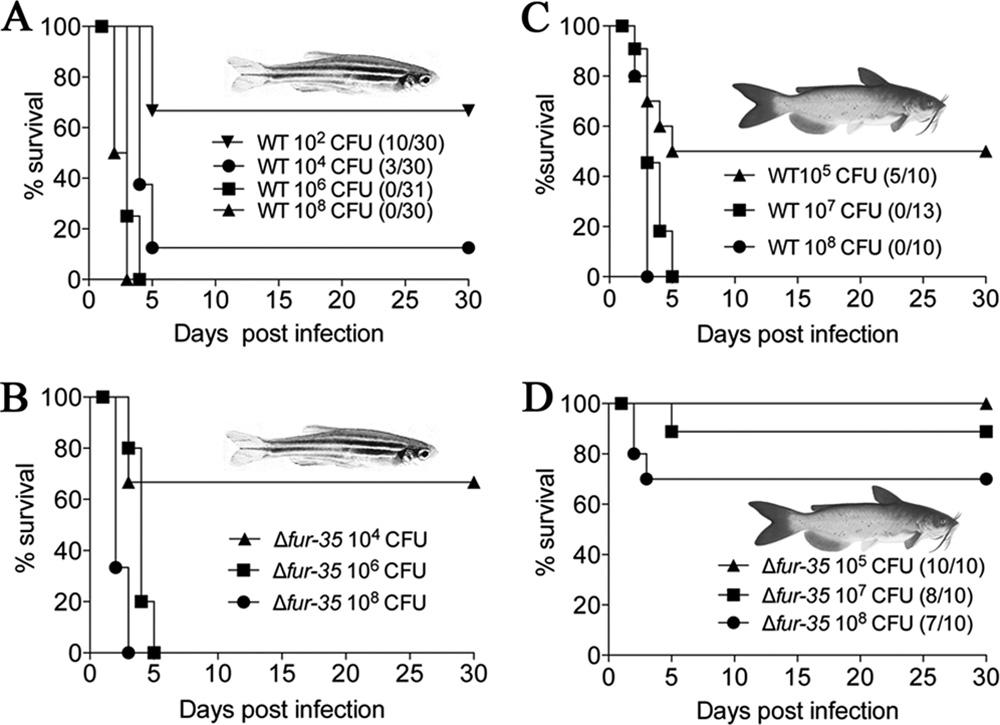 A
100
80
60
40
20
0
% survival
WT 10² CFU (10/30)
WT 10⁴ CFU (3/30)
WT 10⁶ CFU (0/31)
WT 10⁸ CFU (0/30)
0 5 10 15 20 25 30
Days post infection
C
100
80
60
40
20
0
%survival
WT10⁵ CFU (5/10)
WT 10⁷ CFU (0/13)
WT 10⁸ CFU (0/10)
0 5 10 15 20 25 30
Days post infection
B
100
80
60
40
20
0
% survival
Δfur-35 10⁴ CFU
Δfur-35 10⁶ CFU
Δfur-35 10⁸ CFU
0 5 10 15 20 25 30
Days post infection
D
100
80
60
40
20
0
% survival
Δfur-35 10⁵ CFU (10/10)
Δfur-35 10⁷ CFU (8/10)
Δfur-35 10⁸ CFU (7/10)
0 5 10 15 20 25 30
Days post infection